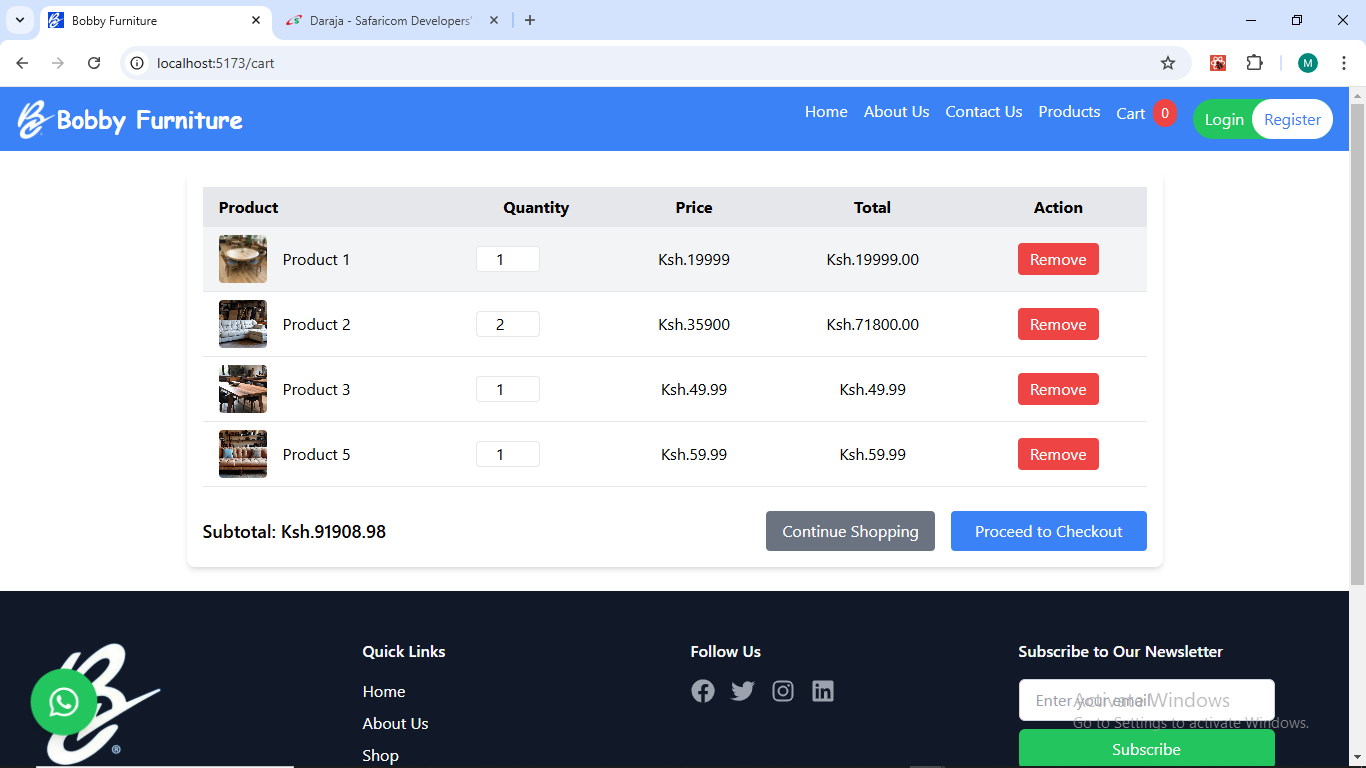 Bobby Furniture
Daraja - Safaricom Developers'
localhost:5173/cart
M
Bobby Furniture
Home About Us Contact Us Products Cart 0 Login Register
Product Quantity Price Total Action
Product 1 1 Ksh.19999 Ksh.19999.00 Remove
Product 2 2 Ksh.35900 Ksh.71800.00 Remove
Product 3 1 Ksh.49.99 Ksh.49.99 Remove
Product 5 1 Ksh.59.99 Ksh.59.99 Remove
Subtotal: Ksh.91908.98 Continue Shopping Proceed to Checkout
Quick Links Follow Us Subscribe to Our Newsletter
Home
Enter your email
Activate Windows
About Us
Go to Settings to activate Windows.
Shop
Subscribe
®